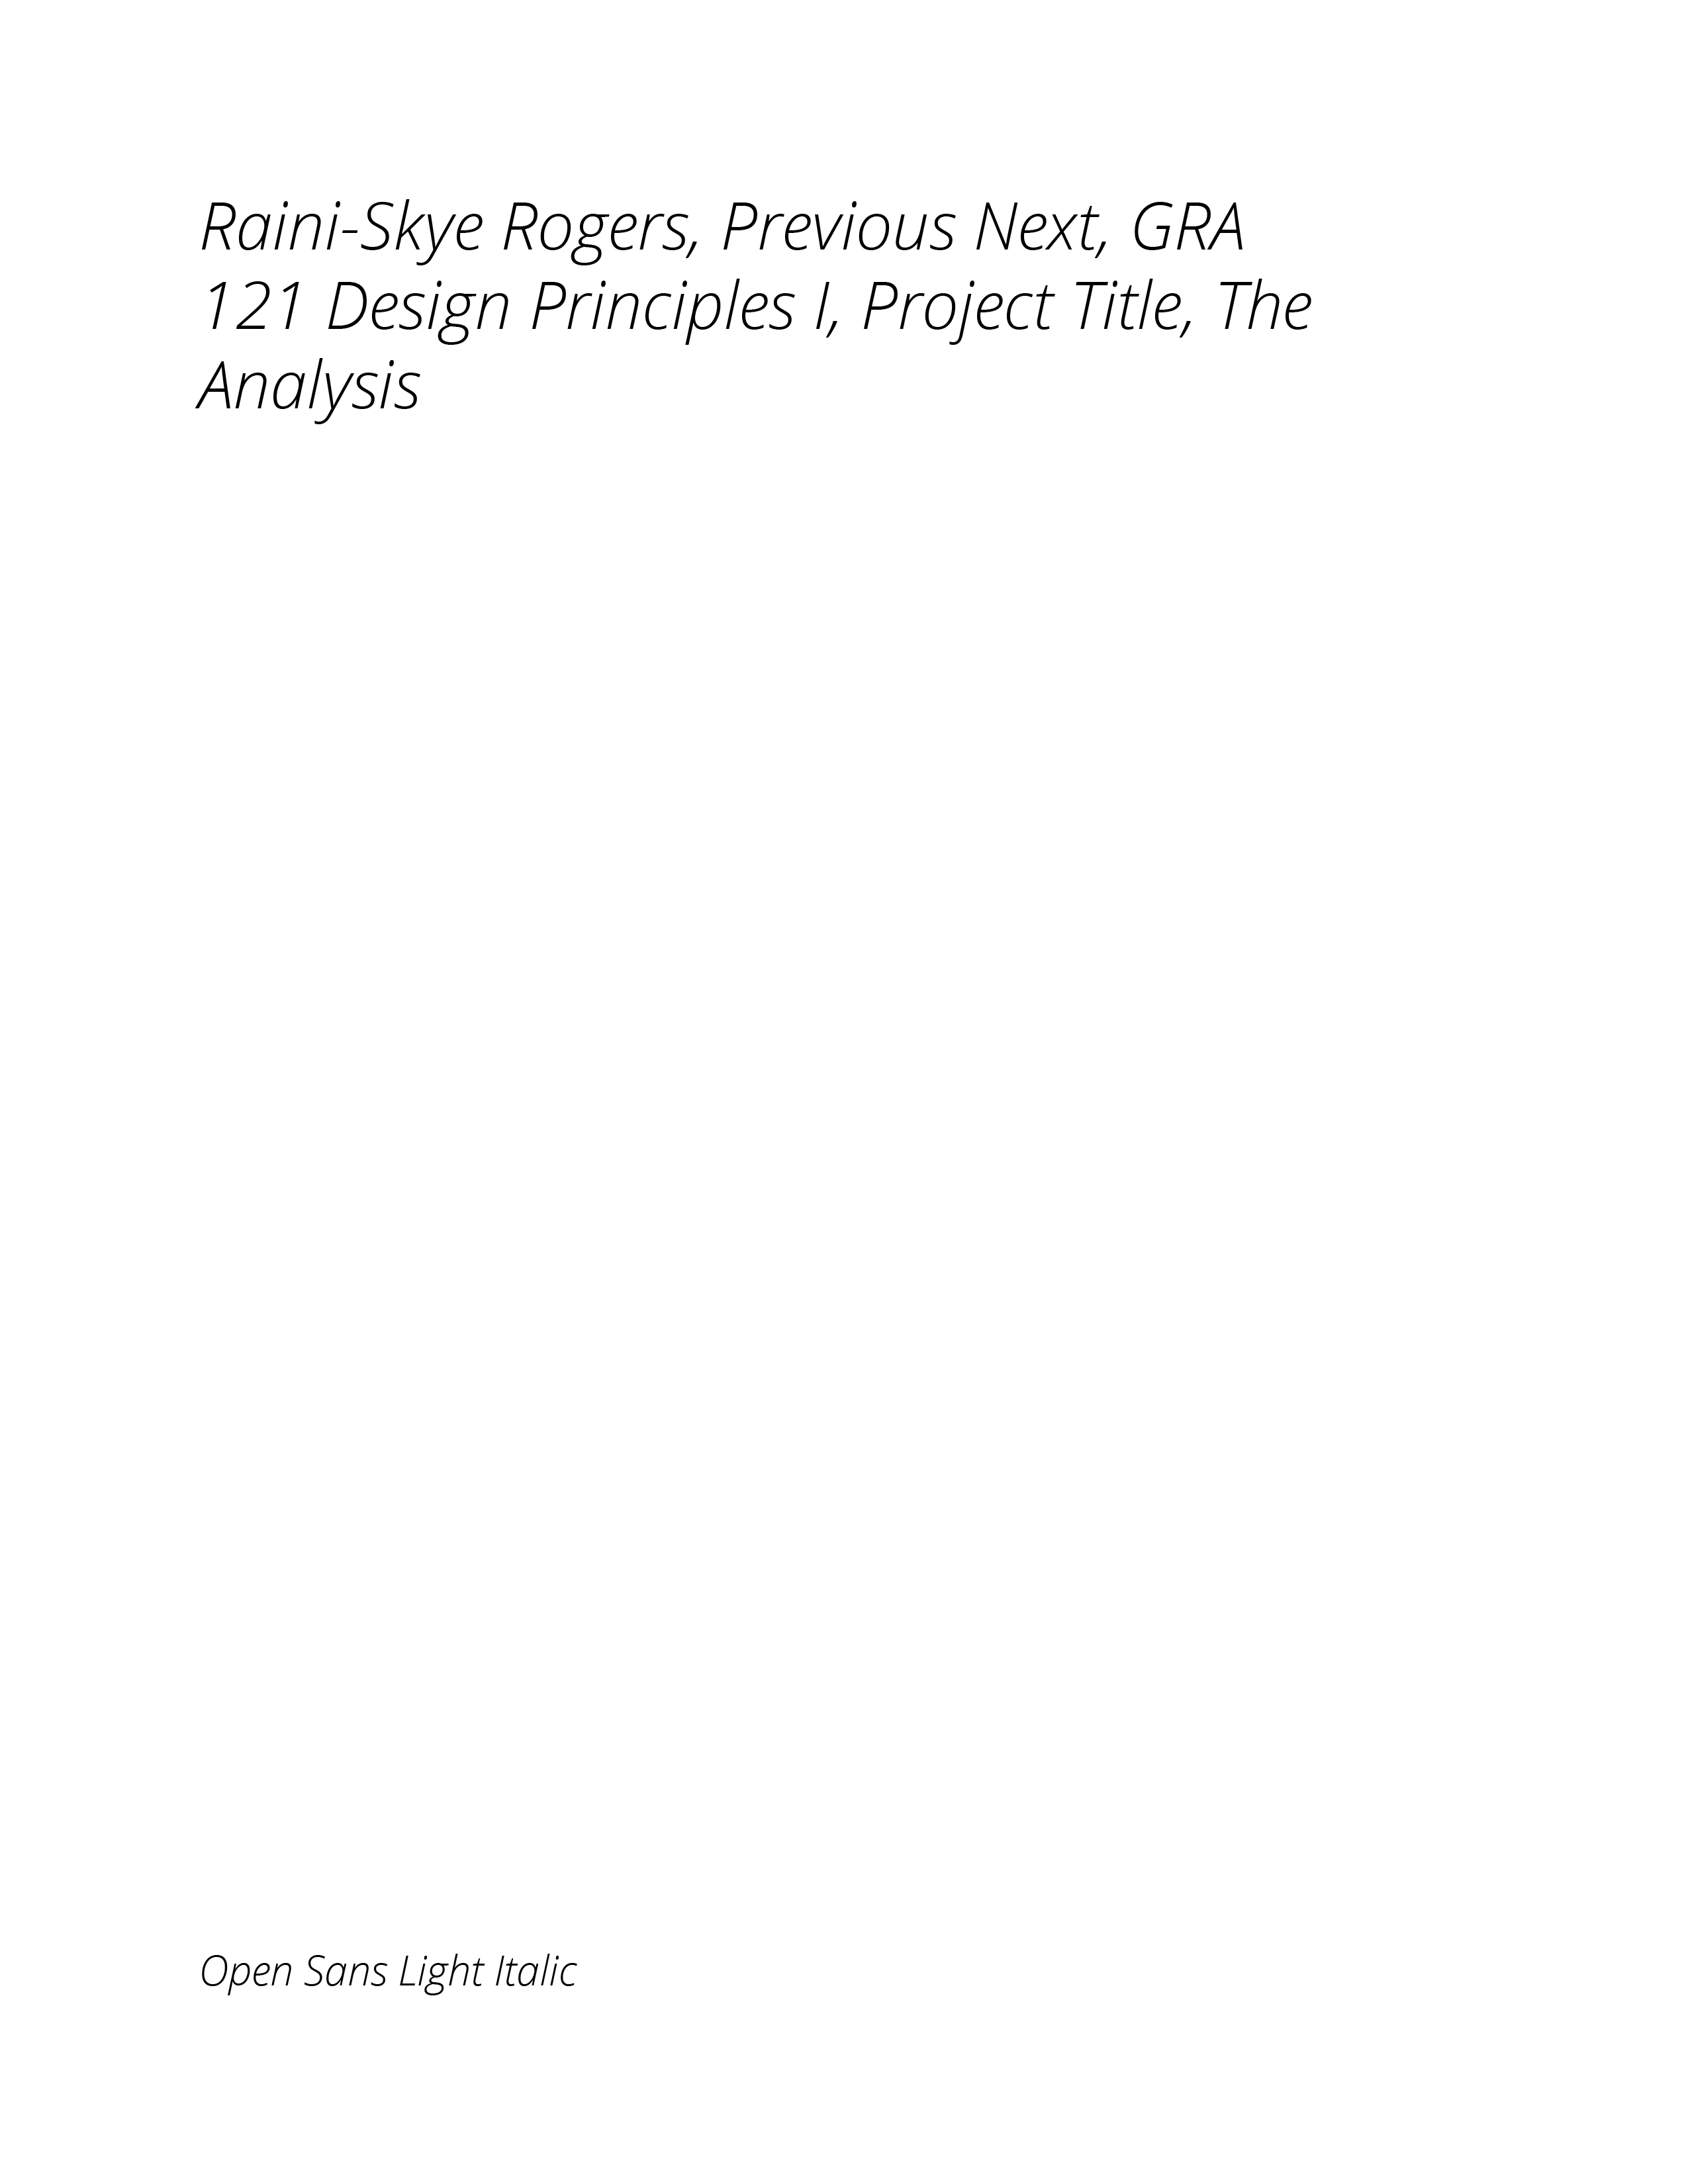 Raini-Skye Rogers, Previous Next, GRA
121 Design Principles I, Project Title, The
Analysis
Open Sans Light Italic